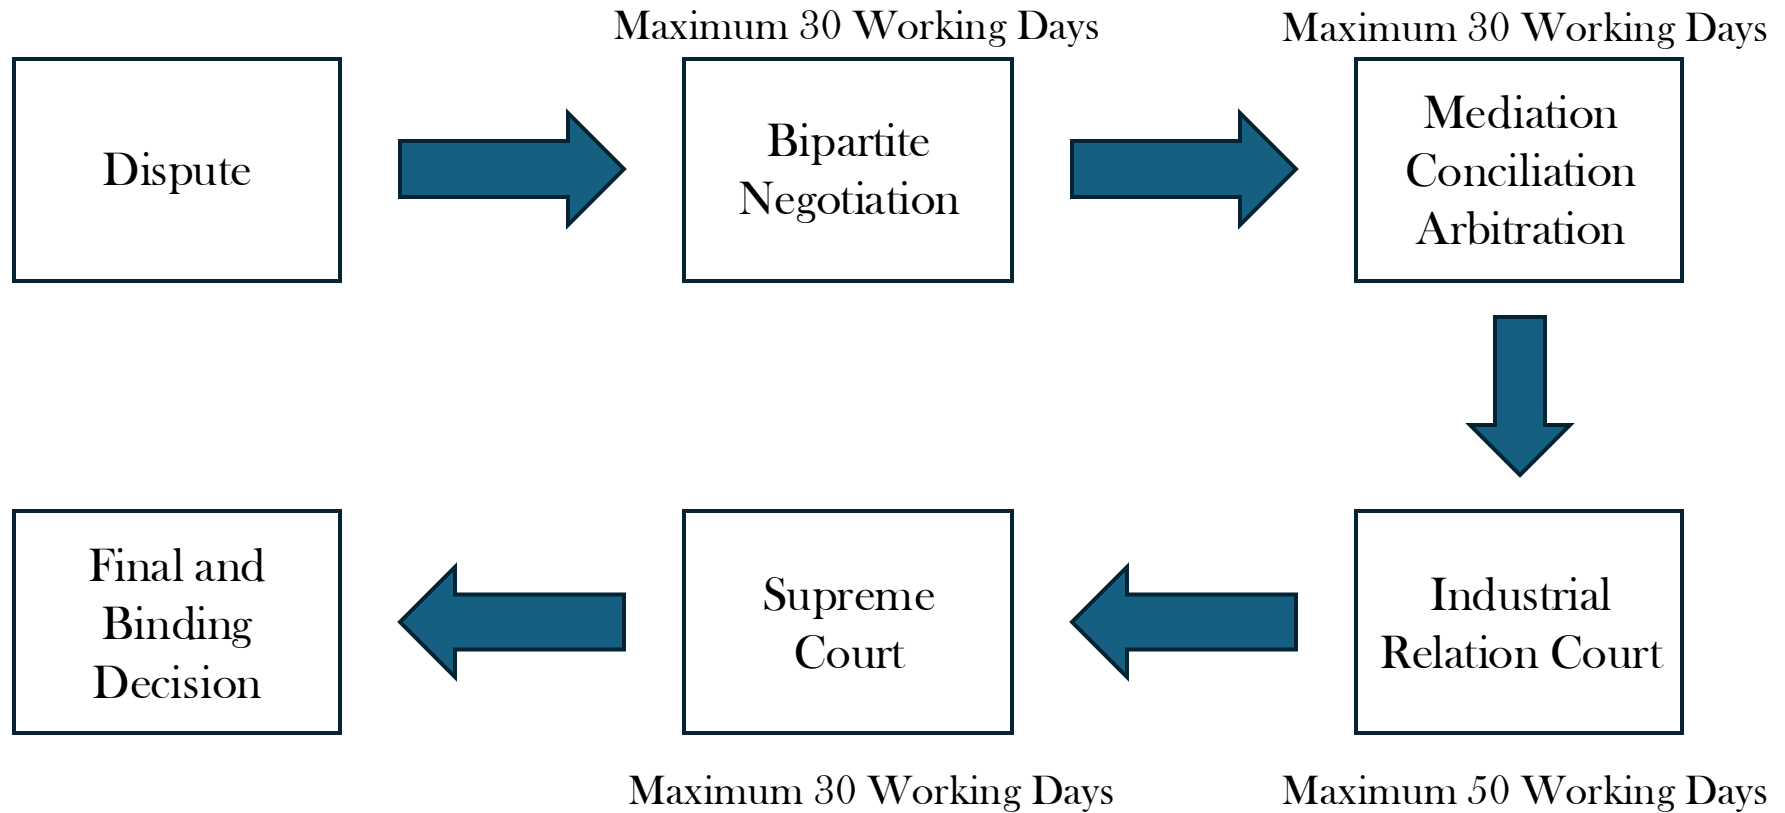 Maximum 30 Working Days
Maximum 30 Working Days
Dispute
Bipartite
Negotiation
Mediation
Conciliation
Arbitration
Final and
Binding
Decision
Supreme
Court
Industrial
Relation Court
Maximum 30 Working Days
Maximum 50 Working Days